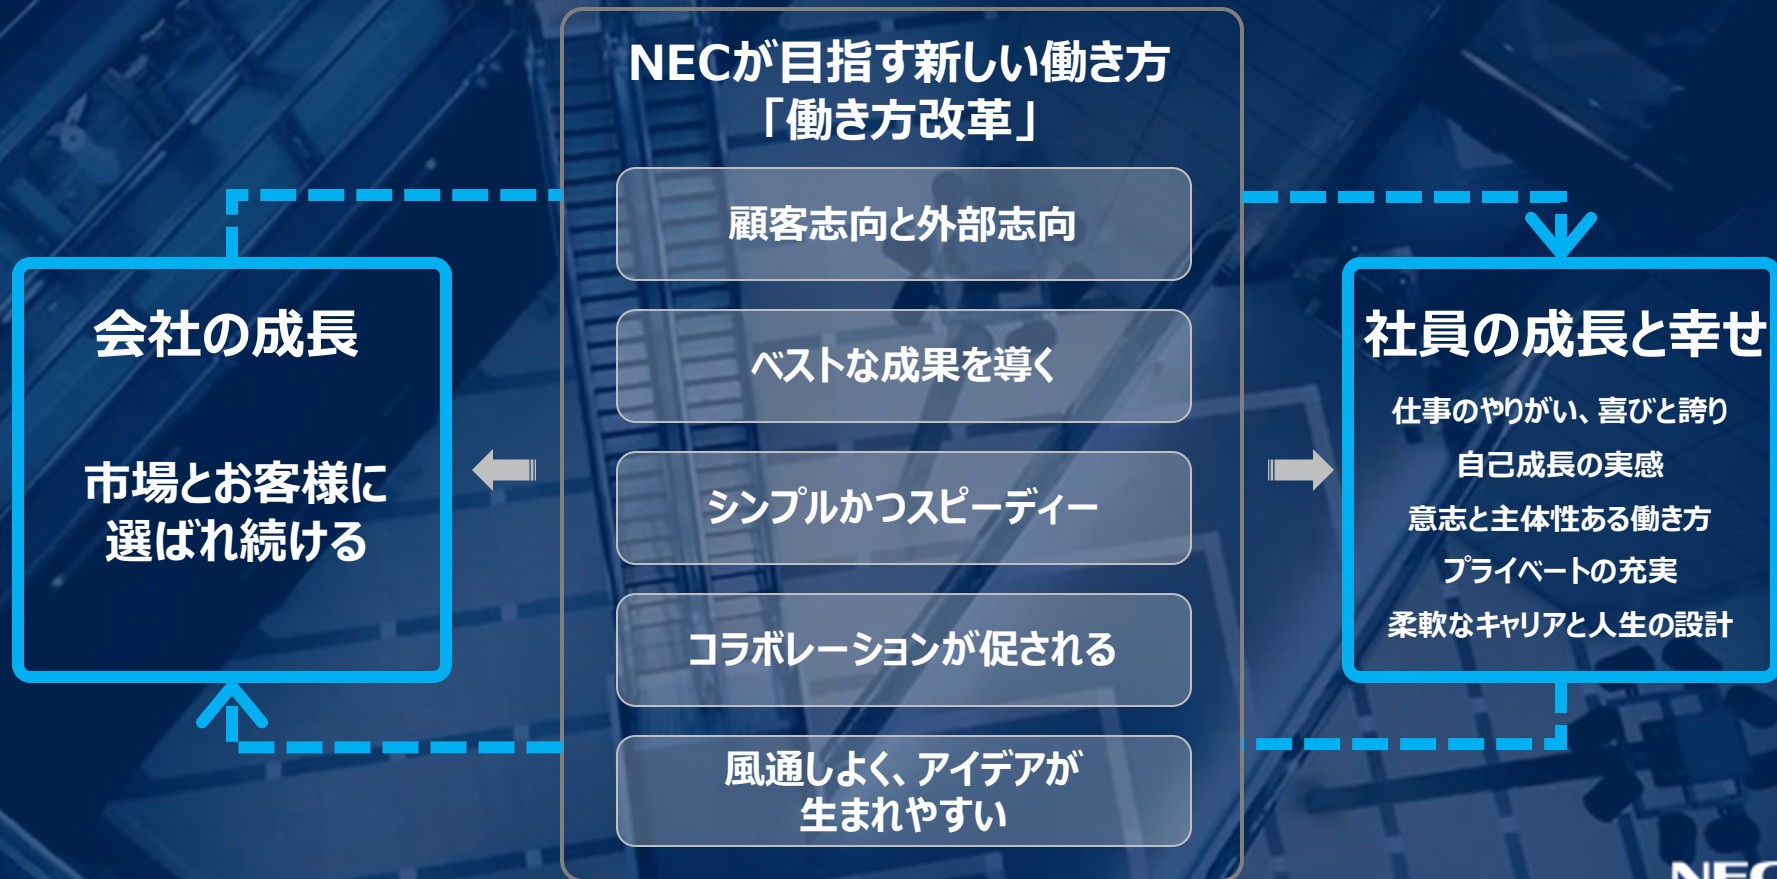 NECが目指す新しい働き方
「働き方改革」
顧客志向と外部志向
ベストな成果を導く
シンプルかつスピーディー
コラボレーションが促される
風通しよく、アイデアが
生まれやすい
会社の成長
市場とお客様に
選ばれ続ける
社員の成長と幸せ
仕事のやりがい、喜びと誇り
自己成長の実感
意志と主体性ある働き方
プライベートの充実
柔軟なキャリアと人生の設計
NEC